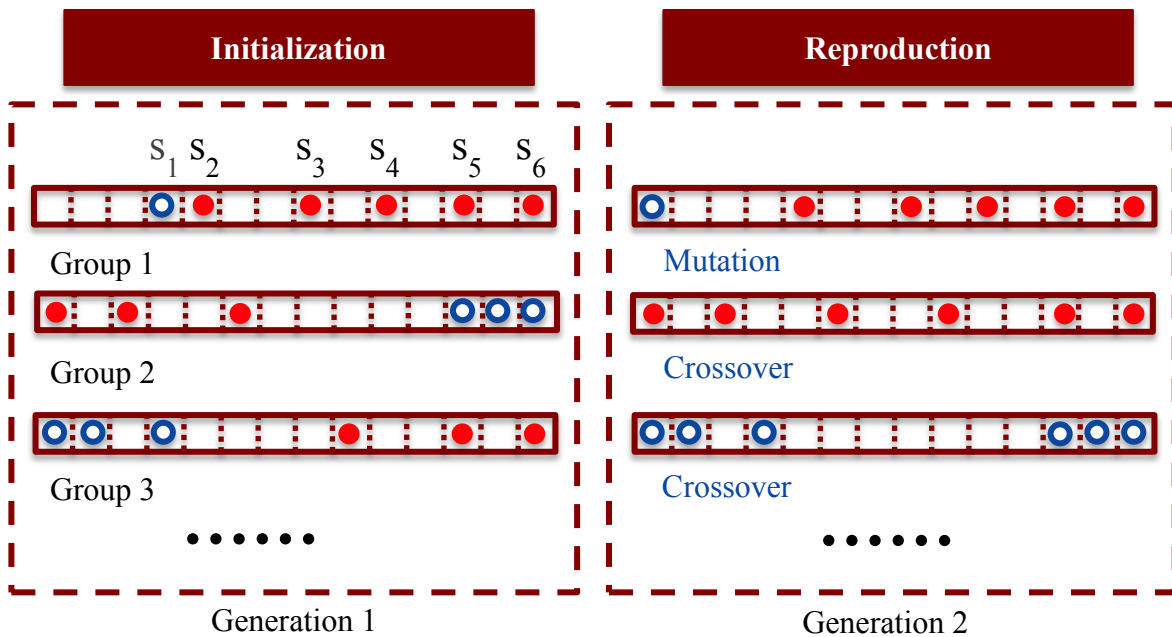 Initialization
Reproduction
S1 S2 S3 S4 S5 S6
Group 1
Mutation
Group 2
Crossover
Group 3
Crossover
......
......
Generation 1
Generation 2